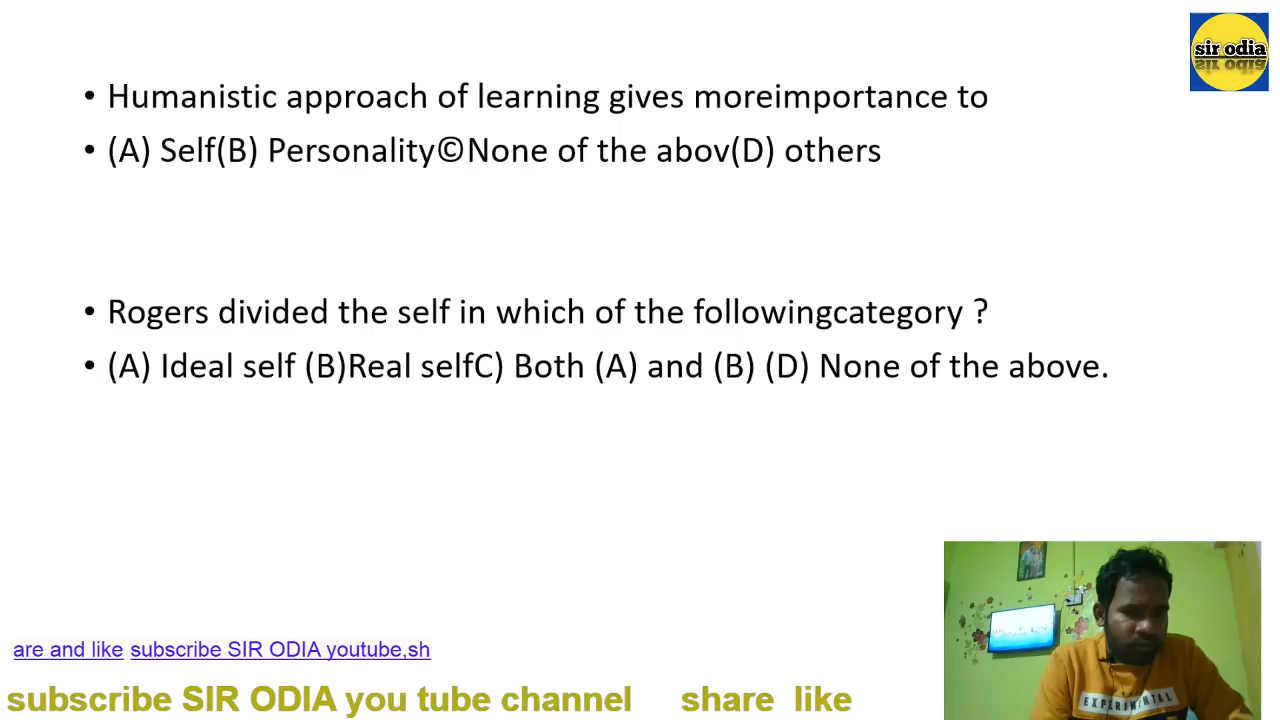 sir odia
• Humanistic approach of learning gives moreimportance to
• (A) Self(B) Personality©None of the abov(D) others
• Rogers divided the self in which of the followingcategory ?
• (A) Ideal self (B)Real selfC) Both (A) and (B) (D) None of the above.
are and like subscribe SIR ODIA youtube,sh
subscribe SIR ODIA you tube channel share like
EXPERIMENTAL